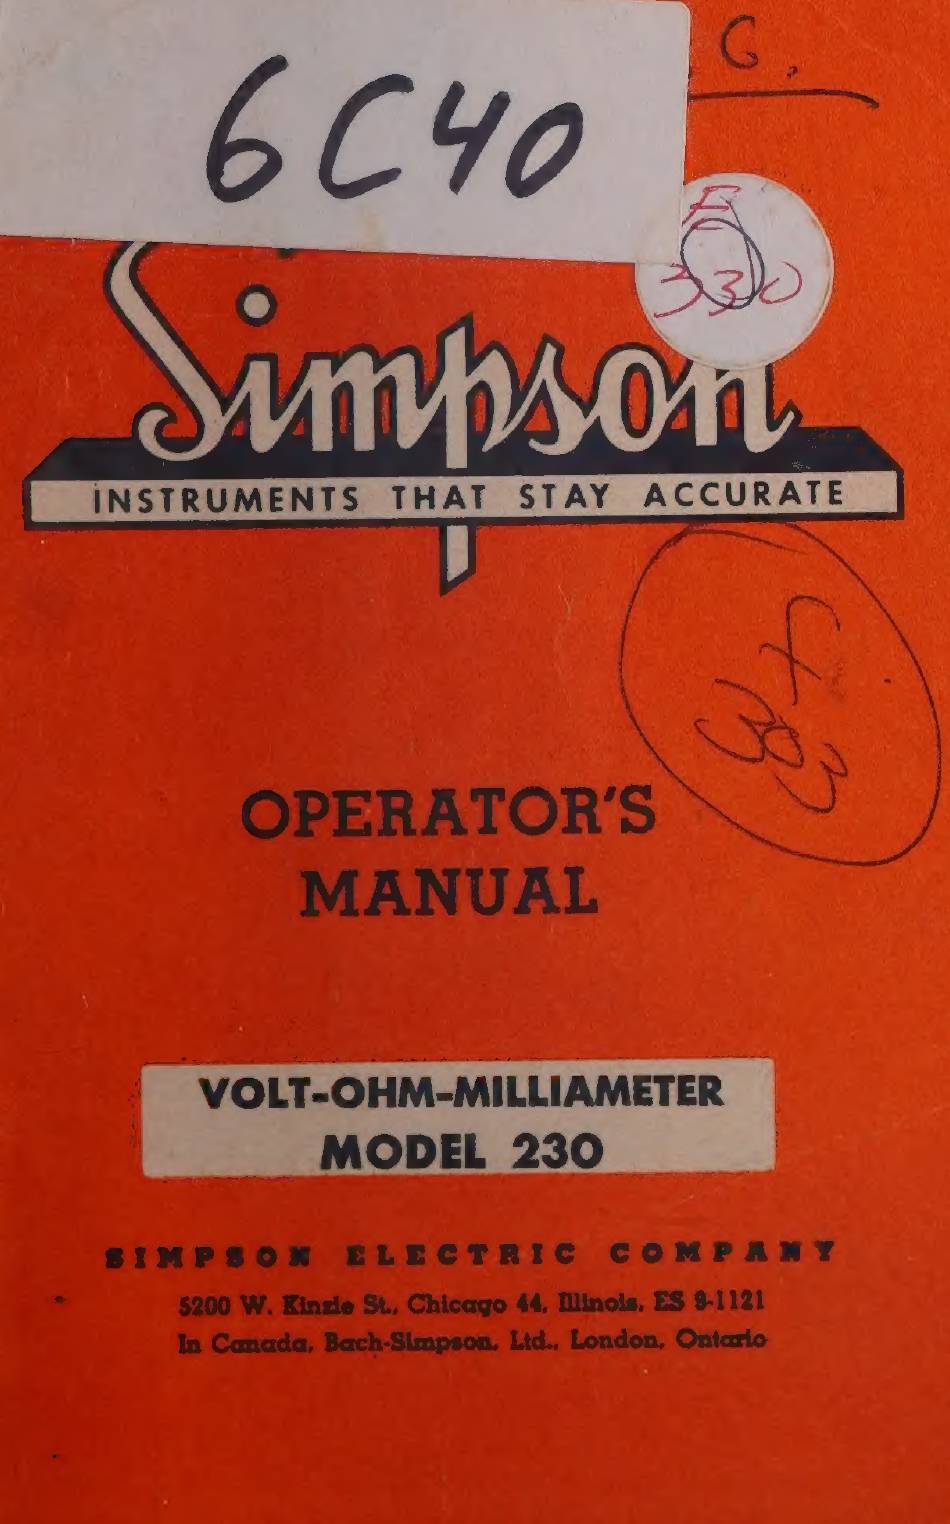 G.
6C40
E
330
Simpson
INSTRUMENTS THAT STAY ACCURATE
OPERATOR'S
MANUAL
VOLT-OHM-MILLIAMETER
MODEL 230
SIMPSON ELECTRIC COMPANY
5200 W. Kinzie St., Chicago 44, Illinois, ES 9-1121
In Canada, Bach-Simpson, Ltd., London, Ontario